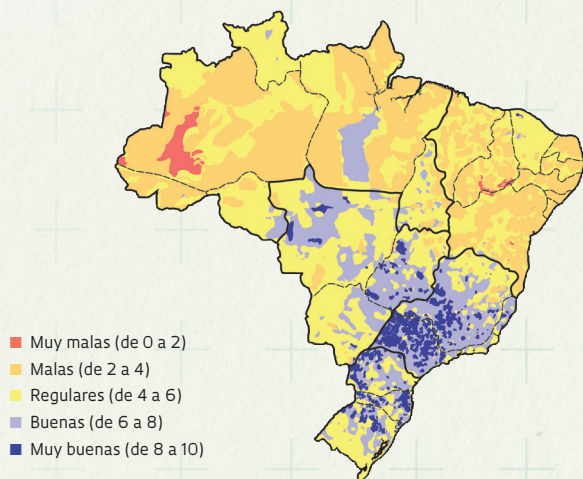 Muy malas (de 0 a 2)
Malas (de 2 a 4)
Regulares (de 4 a 6)
Buenas (de 6 a 8)
Muy buenas (de 8 a 10)